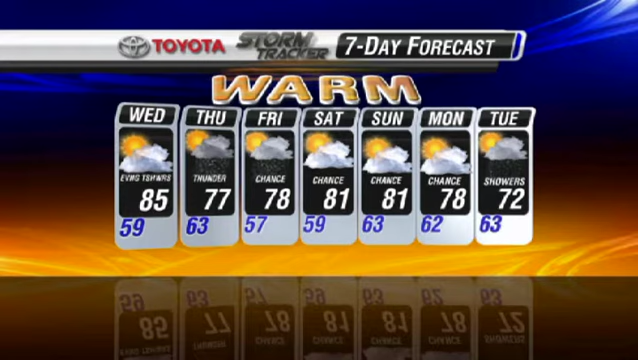 TOYOTA STORM TRACKER 7-DAY FORECAST
WARM
WED THU FRI SAT SUN MON TUE
EVNG TSHWRS THUNDER CHANCE CHANCE CHANCE CHANCE SHOWERS
85 77 78 81 81 78 72
59 63 57 59 63 62 63